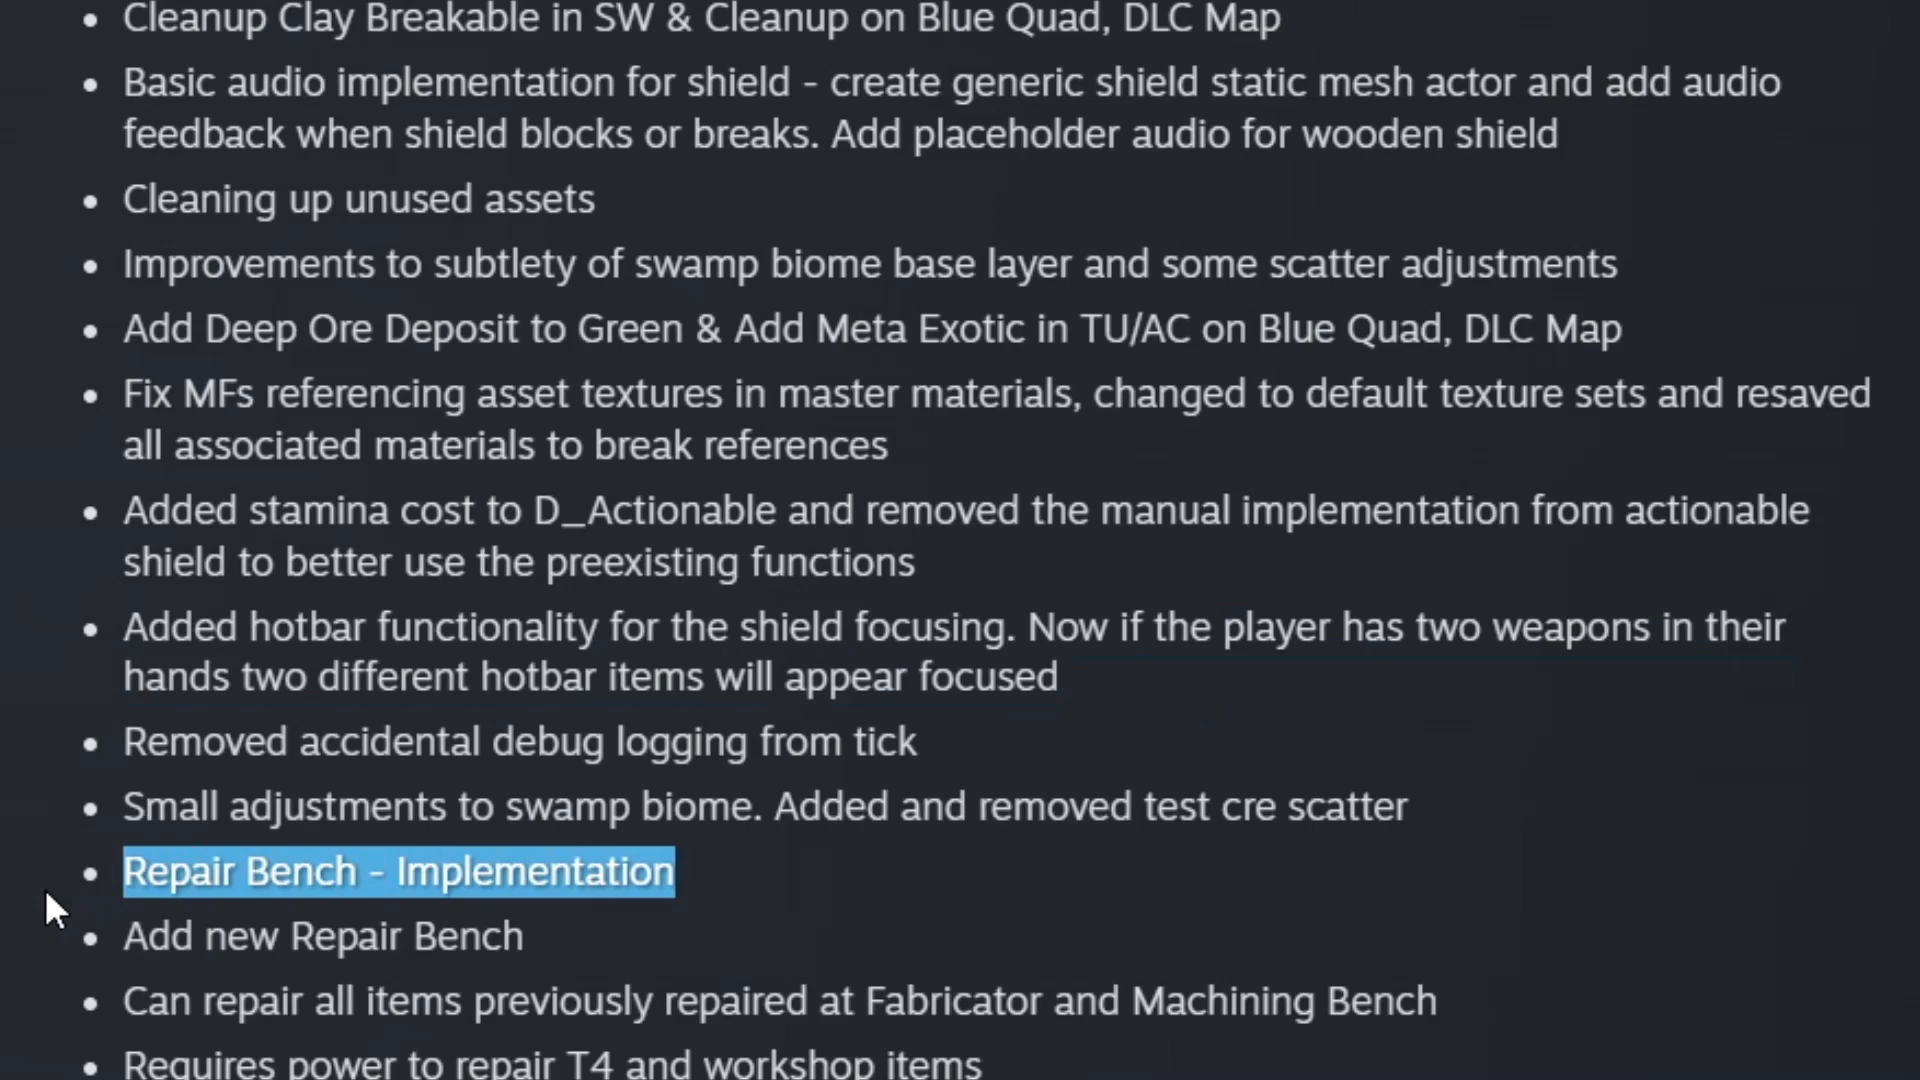 • Cleanup Clay Breakable in SW & Cleanup on Blue Quad, DLC Map
• Basic audio implementation for shield - create generic shield static mesh actor and add audio
feedback when shield blocks or breaks. Add placeholder audio for wooden shield
• Cleaning up unused assets
• Improvements to subtlety of swamp biome base layer and some scatter adjustments
• Add Deep Ore Deposit to Green & Add Meta Exotic in TU/AC on Blue Quad, DLC Map
• Fix MFs referencing asset textures in master materials, changed to default texture sets and resaved
all associated materials to break references
• Added stamina cost to D_Actionable and removed the manual implementation from actionable
shield to better use the preexisting functions
• Added hotbar functionality for the shield focusing. Now if the player has two weapons in their
hands two different hotbar items will appear focused
• Removed accidental debug logging from tick
• Small adjustments to swamp biome. Added and removed test cre scatter
• Repair Bench - Implementation
• Add new Repair Bench
• Can repair all items previously repaired at Fabricator and Machining Bench
• Requires power to repair T4 and workshop items